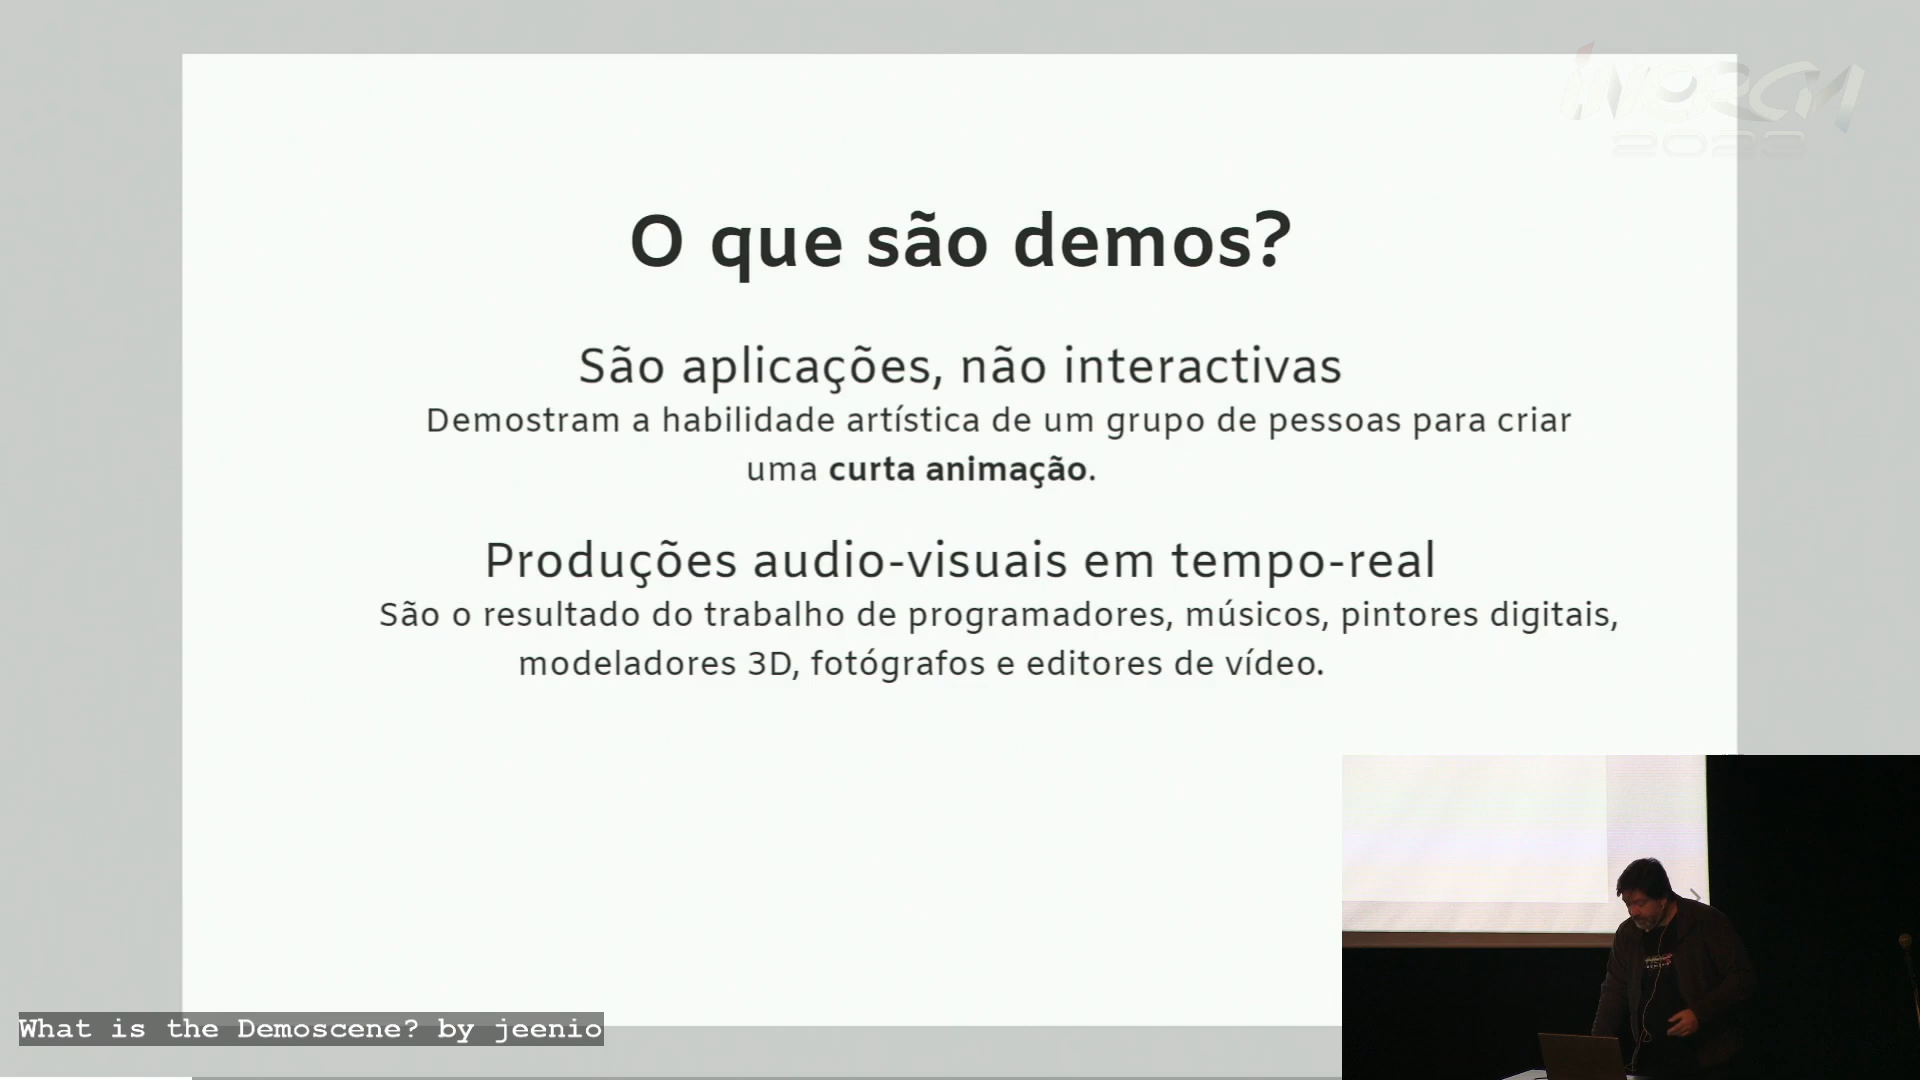 INÉRCIA
2023
O que são demos?
São aplicações, não interactivas
Demostram a habilidade artística de um grupo de pessoas para criar
uma curta animação.
Produções audio-visuais em tempo-real
São o resultado do trabalho de programadores, músicos, pintores digitais,
modeladores 3D, fotógrafos e editores de vídeo.
What is the Demoscene? by jeenio